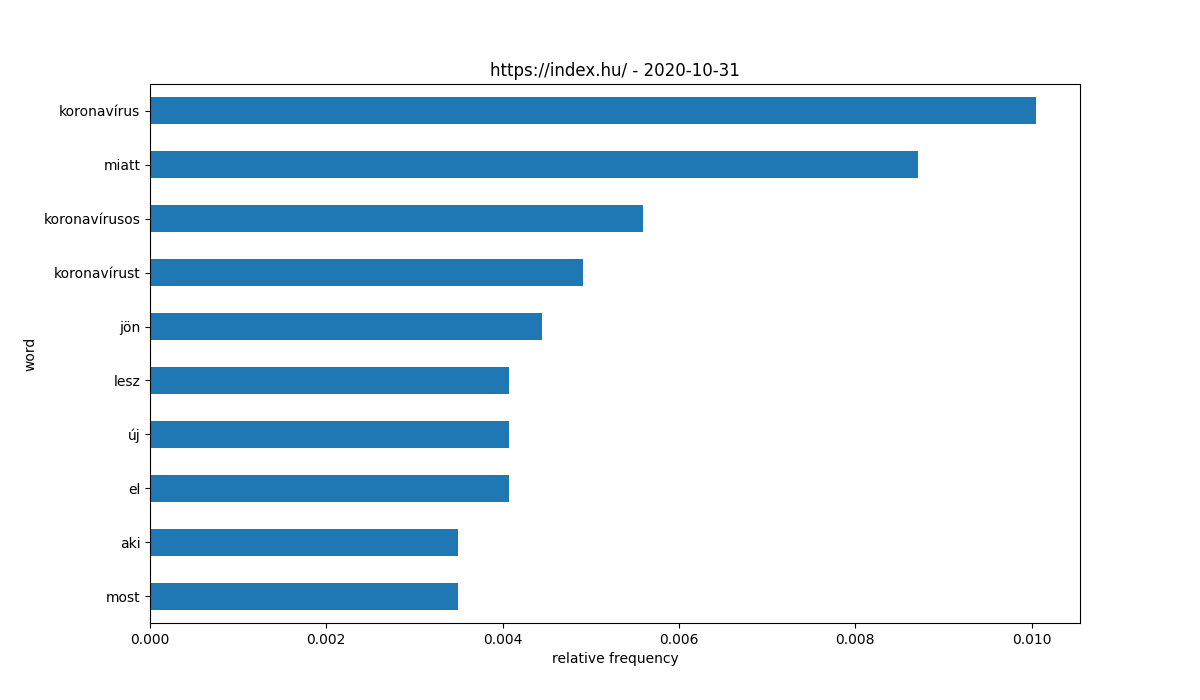 https://index.hu/ - 2020-10-31
koronavírus
miatt
koronavírusos
koronavírust
jön
lesz
új
el
aki
most
word
0.000 0.002 0.004 0.006 0.008 0.010
relative frequency